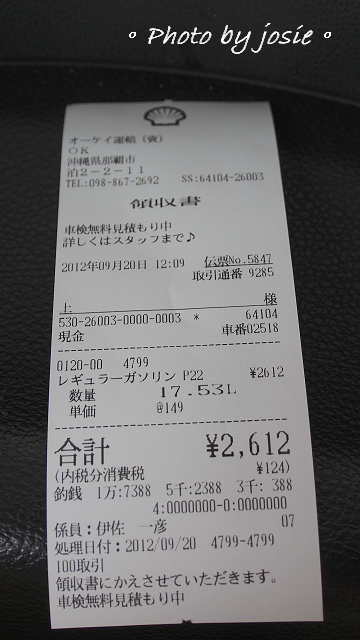 ◦ Photo by josie ◦
オーケイ運輸（資）
ＯＫ
沖縄県那覇市
泊２－２－１１
TEL:098-867-2692 SS:64104-26003
領収書
車検無料見積もり中
詳しくはスタッフまで♪
2012年09月20日 12:09 伝票No.5847
取引通番 9285
上 様
530-26003-0000-0003 * 64104
現金 車番02518
0120-00 4799
レギュラーガソリン P22 ¥2612
数量 17.53L
単価 @149
合計 ¥2,612
(内税分消費税 ¥124)
釣銭 1万:7388 5千:2388 3千: 388
4:0000000-0:0000000
係員：伊佐 一彦 07
処理日付：2012/09/20 4799-4799
100取引
領収書にかえさせていただきます。
車検無料見積もり中